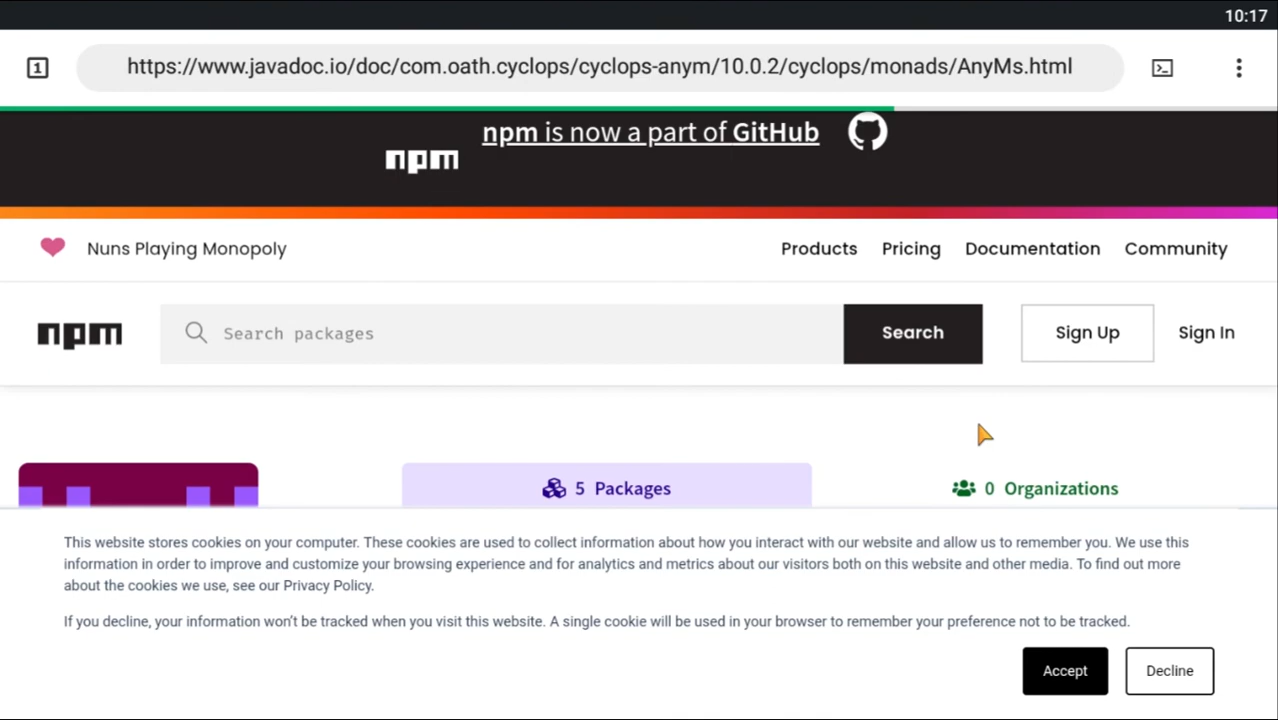 10:17
1
https://www.javadoc.io/doc/com.oath.cyclops/cyclops-anym/10.0.2/cyclops/monads/AnyMs.html
npm is now a part of GitHub
npm
Nuns Playing Monopoly
Products Pricing Documentation Community
npm
Search packages
Search
Sign Up
Sign In
5 Packages
0 Organizations
This website stores cookies on your computer. These cookies are used to collect information about how you interact with our website and allow us to remember you. We use this
information in order to improve and customize your browsing experience and for analytics and metrics about our visitors both on this website and other media. To find out more
about the cookies we use, see our Privacy Policy.
If you decline, your information won't be tracked when you visit this website. A single cookie will be used in your browser to remember your preference not to be tracked.
Accept
Decline